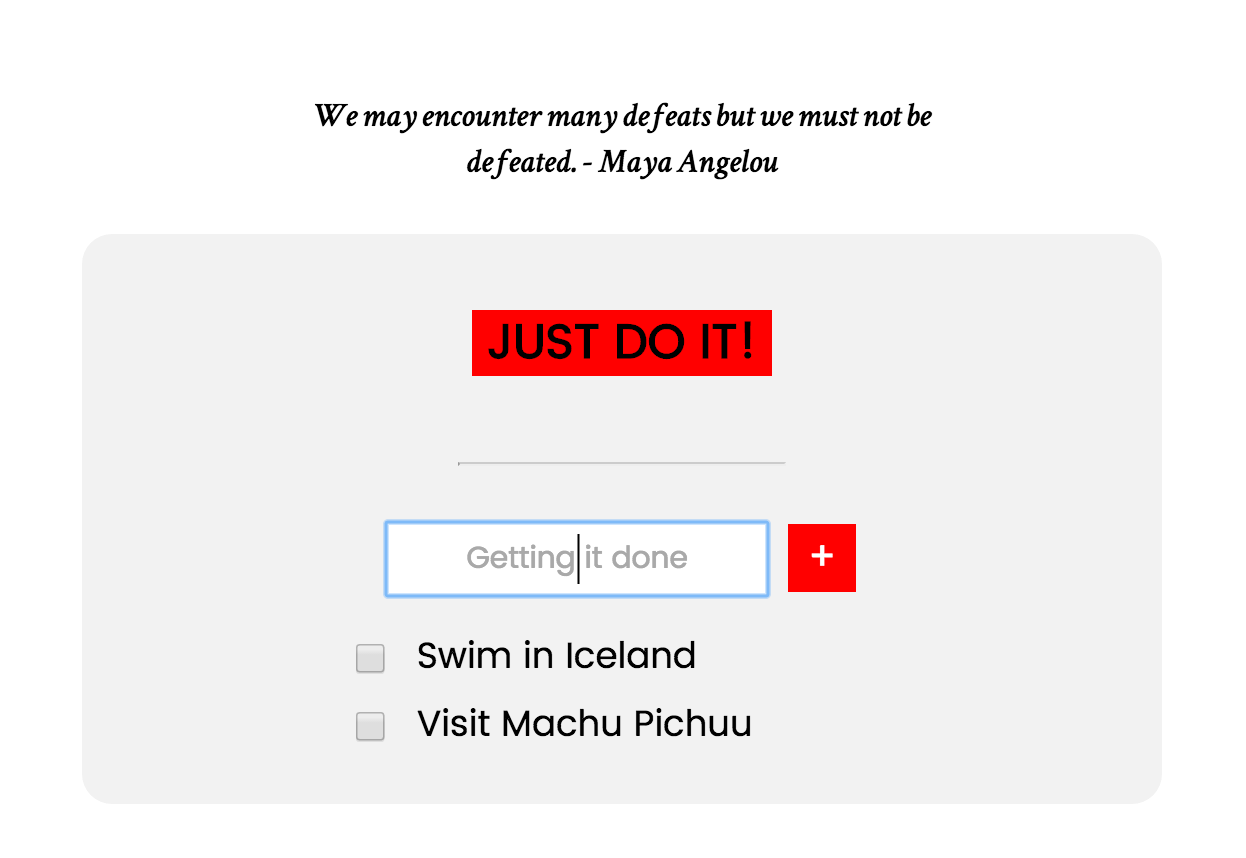 We may encounter many defeats but we must not be
defeated. - Maya Angelou
JUST DO IT!
Getting it done
+
Swim in Iceland
Visit Machu Pichuu